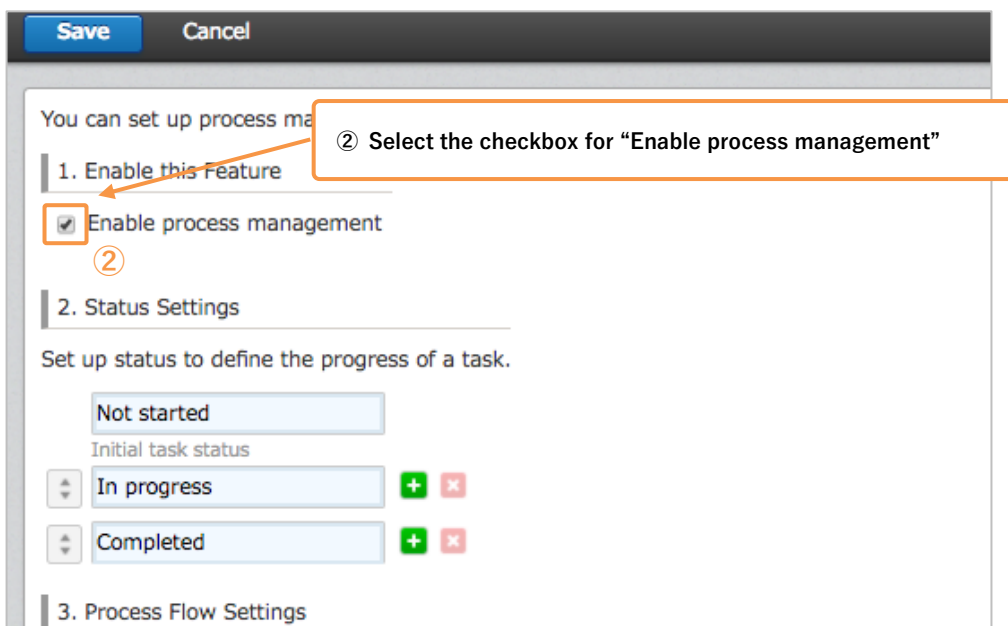 Save Cancel
You can set up process ma
② Select the checkbox for “Enable process management”
1. Enable this Feature
Enable process management
②
2. Status Settings
Set up status to define the progress of a task.
Not started
Initial task status
In progress
Completed
3. Process Flow Settings